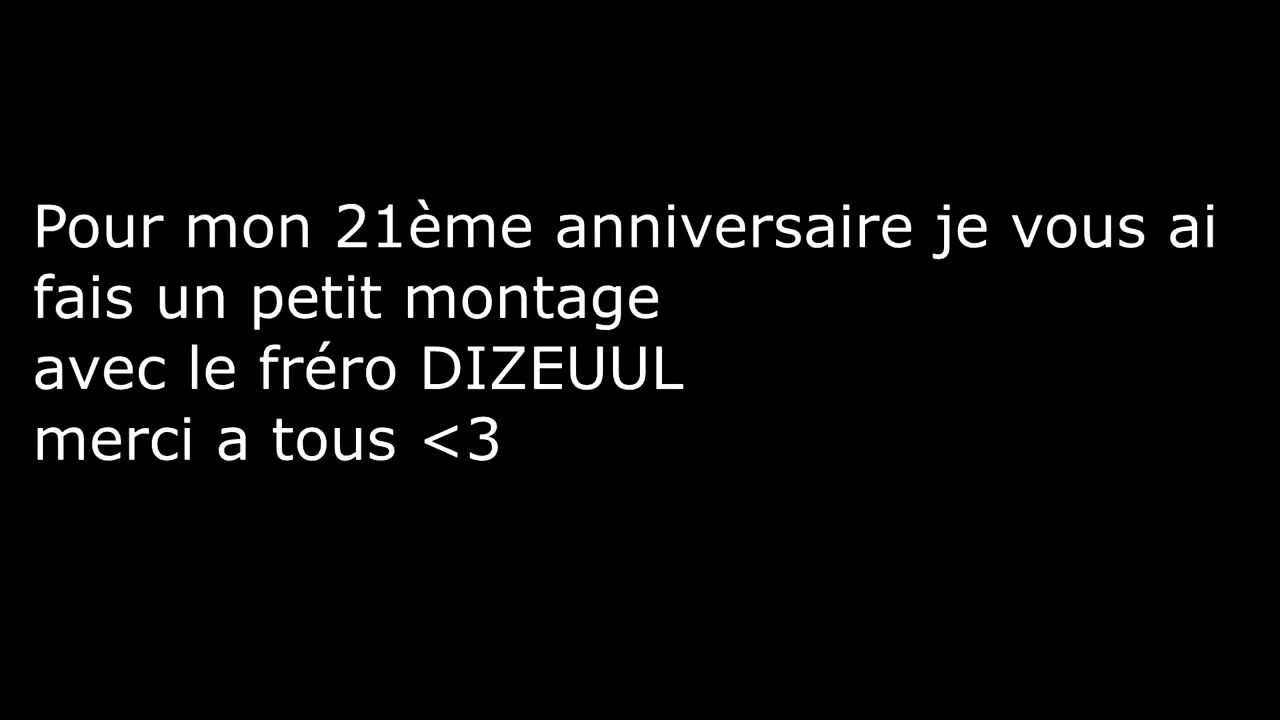 Pour mon 21ème anniversaire je vous ai
fais un petit montage
avec le fréro DIZEUUL
merci a tous <3